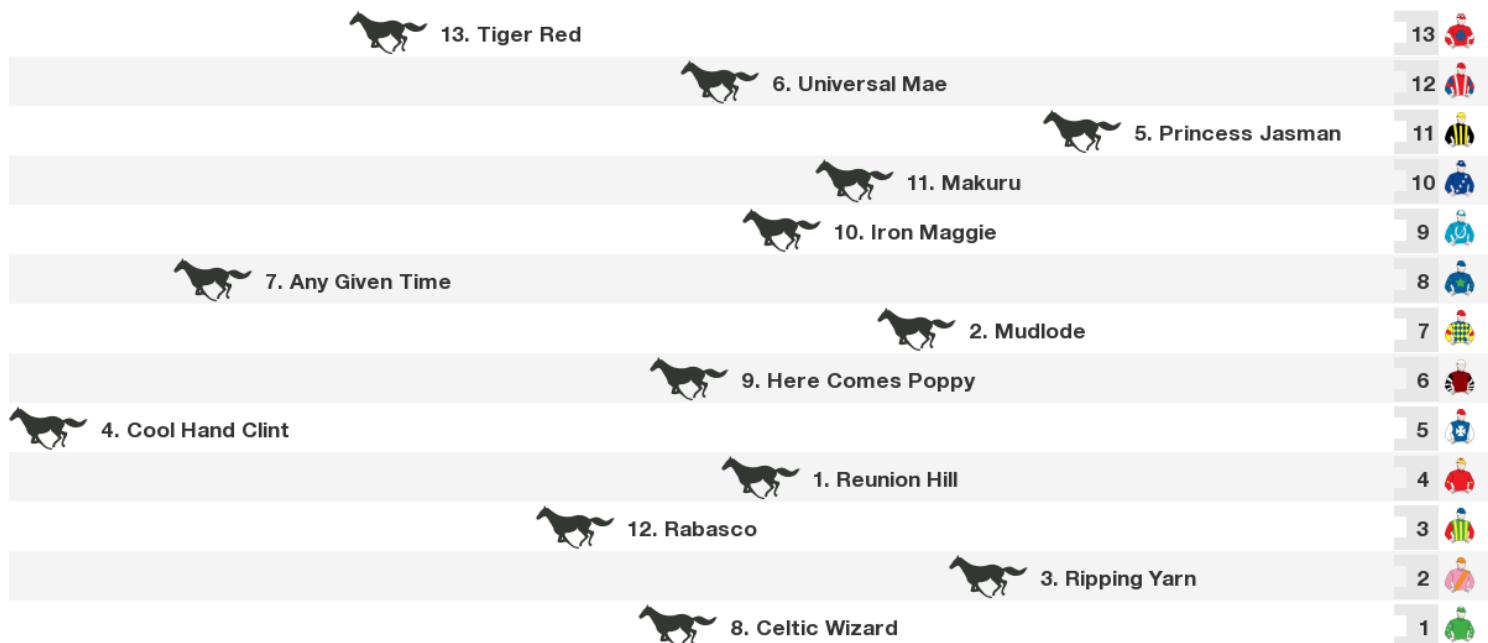 13. Tiger Red 13
6. Universal Mae 12
5. Princess Jasman 11
11. Makuru 10
10. Iron Maggie 9
7. Any Given Time 8
2. Mudlode 7
9. Here Comes Poppy 6
4. Cool Hand Clint 5
1. Reunion Hill 4
12. Rabasco 3
3. Ripping Yarn 2
8. Celtic Wizard 1